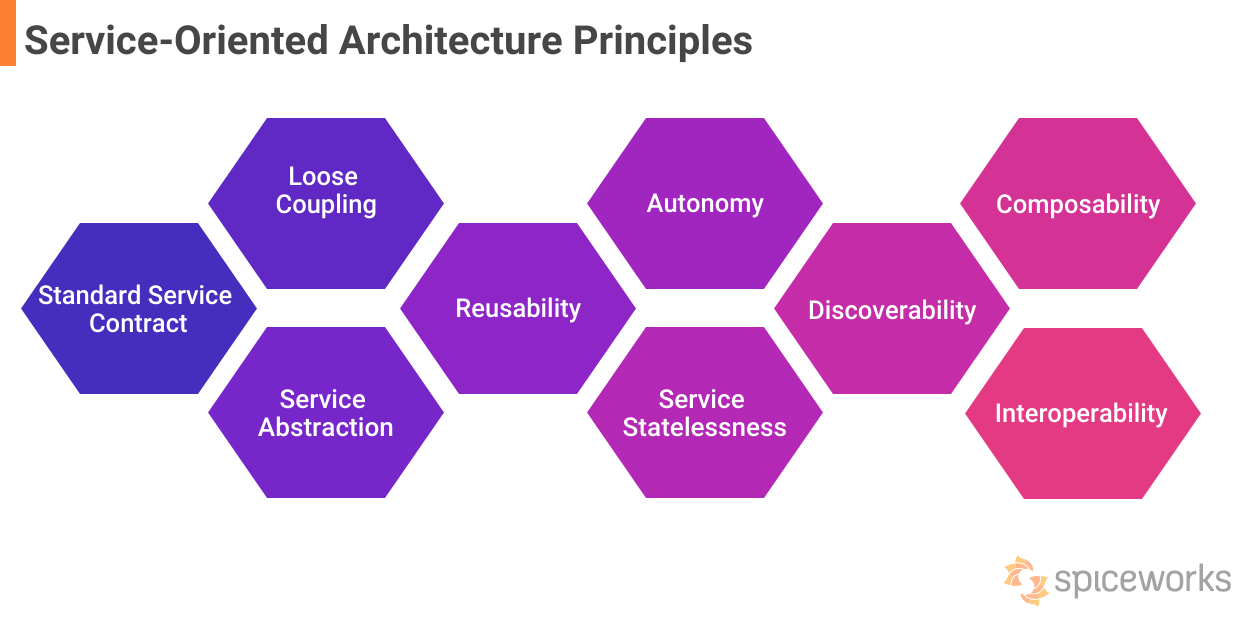 Service-Oriented Architecture Principles
Standard Service
Contract
Loose
Coupling
Service
Abstraction
Reusability
Autonomy
Service
Statelessness
Discoverability
Composability
Interoperability
spiceworks